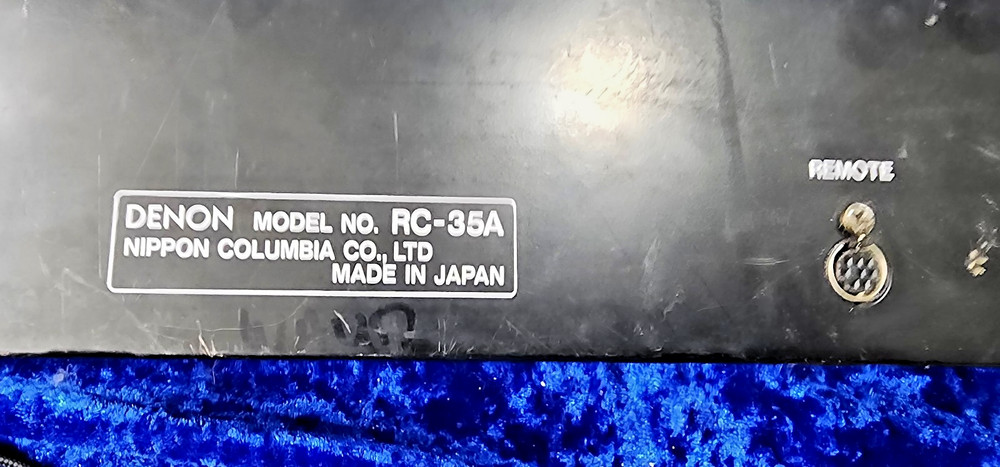 DENON MODEL NO. RC-35A
NIPPON COLUMBIA CO., LTD
MADE IN JAPAN
REMOTE